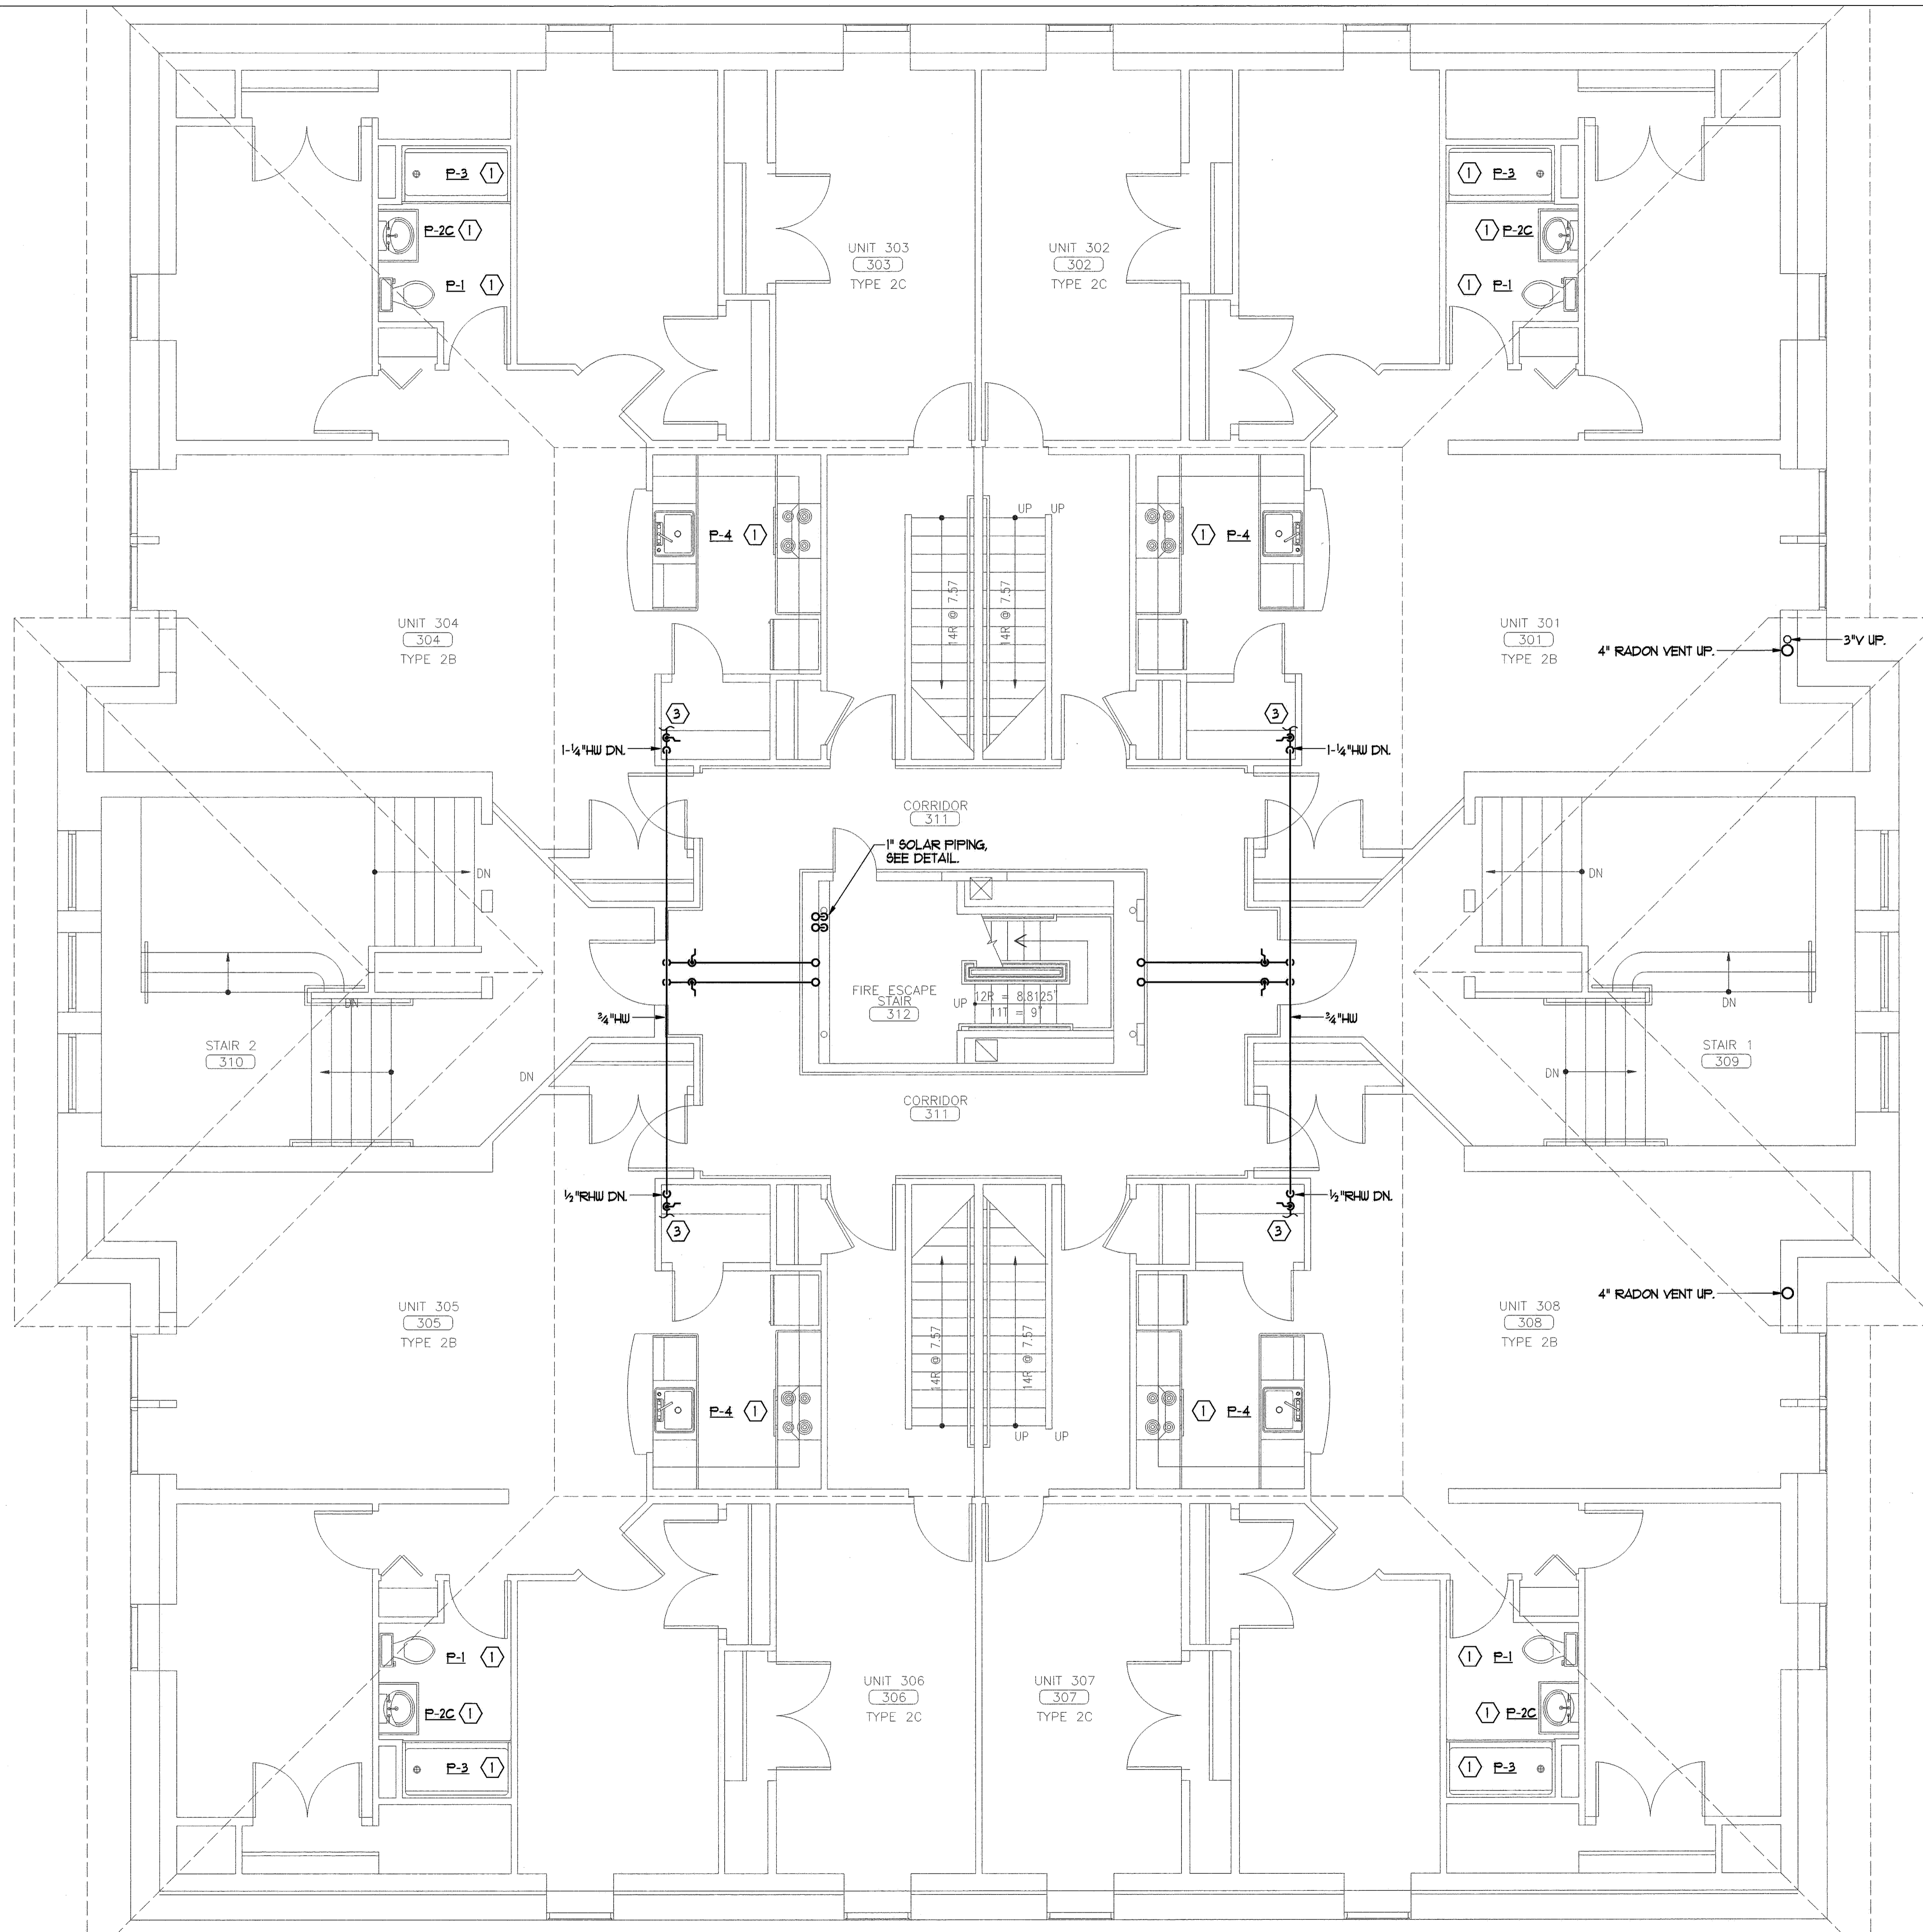 P-3 1
1 P-3
P-2C 1
1 P-2C
P-1 1
1 P-1
UNIT 303
303
TYPE 2C
UNIT 302
302
TYPE 2C
UP UP
P-4 1
1 P-4
14R @ 7.57
14R @ 7.57
UNIT 304
304
TYPE 2B
UNIT 301
301
TYPE 2B
3"V UP.
4" RADON VENT UP.
3
3
1-1/4"HW DN.
1-1/4"HW DN.
CORRIDOR
311
1" SOLAR PIPING,
SEE DETAIL.
DN
DN
FIRE ESCAPE
STAIR
312
UP
12R = 8.8125"
11T = 9"
DN
DN
3/4"HW
3/4"HW
STAIR 2
310
STAIR 1
309
DN
DN
CORRIDOR
311
1/2"RHW DN.
1/2"RHW DN.
3
3
UNIT 305
305
TYPE 2B
4" RADON VENT UP.
UNIT 308
308
TYPE 2B
14R @ 7.57
14R @ 7.57
P-4 1
1 P-4
UP UP
P-1 1
1 P-1
UNIT 306
306
TYPE 2C
UNIT 307
307
TYPE 2C
P-2C 1
1 P-2C
P-3 1
1 P-3